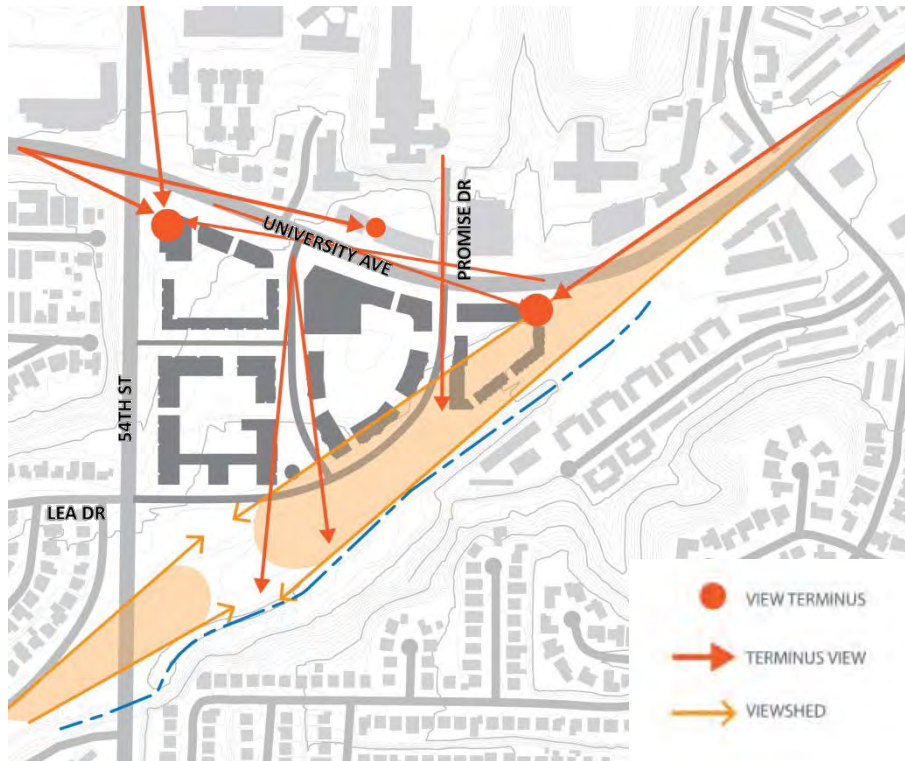 UNIVERSITY AVE
PROMISE DR
54TH ST
LEA DR
VIEW TERMINUS
TERMINUS VIEW
VIEWSHED